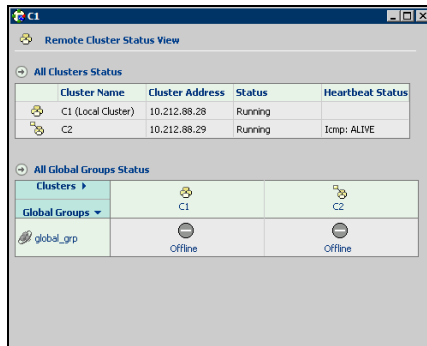 C1
Remote Cluster Status View
All Clusters Status
Cluster Name Cluster Address Status Heartbeat Status
C1 (Local Cluster) 10.212.88.28 Running
C2 10.212.88.29 Running Icmp: ALIVE
All Global Groups Status
Clusters
C1 C2
Global Groups
global_grp
Offline Offline